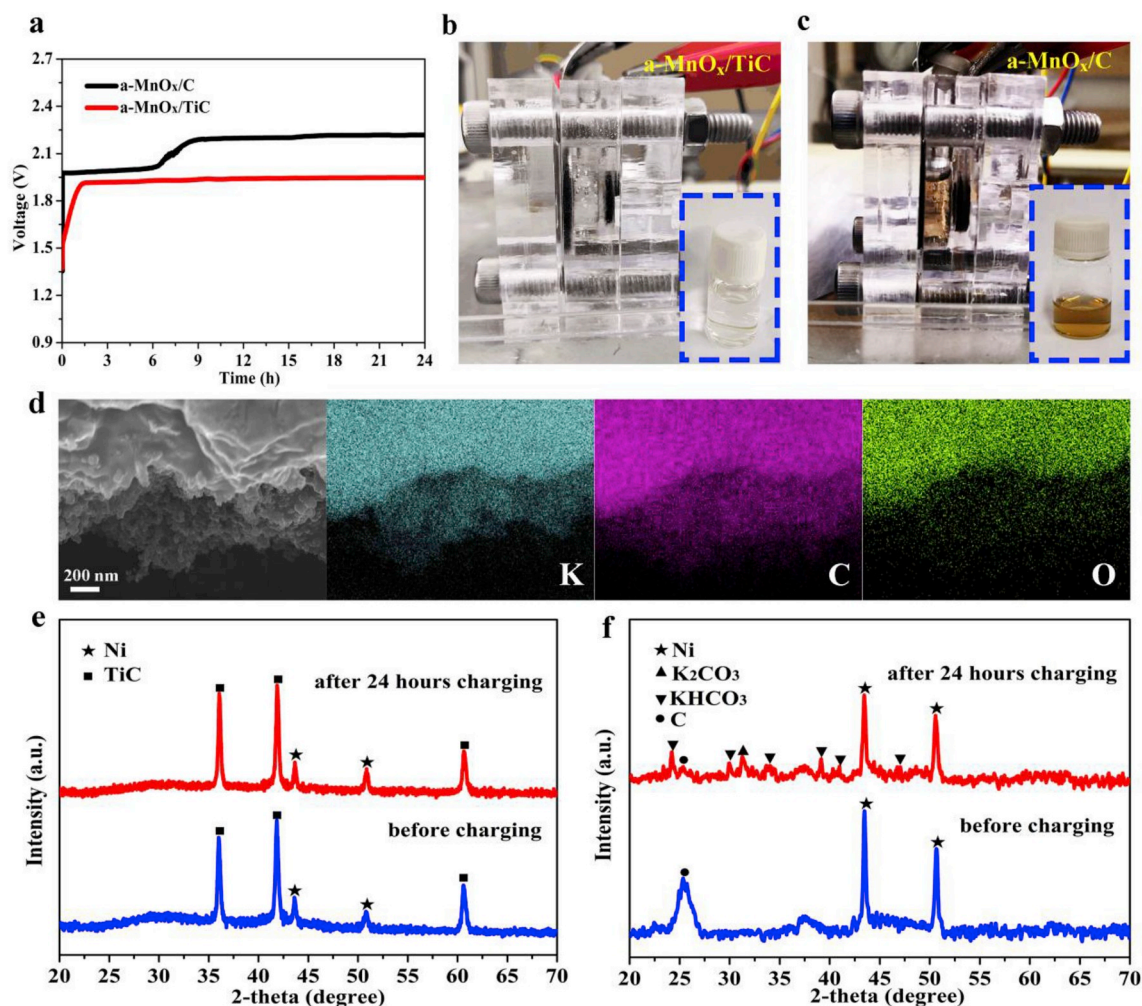 a
2.7
2.4
2.1
1.8
1.5
1.2
0.9
Voltage (V)
a-MnOₓ/C
a-MnOₓ/TiC
0 3 6 9 12 15 18 21 24
Time (h)
b
a-MnOₓ/TiC
c
a-MnOₓ/C
d
200 nm
K
C
O
e
Ni
TiC
after 24 hours charging
before charging
Intensity (a.u.)
20 25 30 35 40 45 50 55 60 65 70
2-theta (degree)
f
Ni
K₂CO₃
KHCO₃
C
after 24 hours charging
before charging
Intensity (a.u.)
20 25 30 35 40 45 50 55 60 65 70
2-theta (degree)